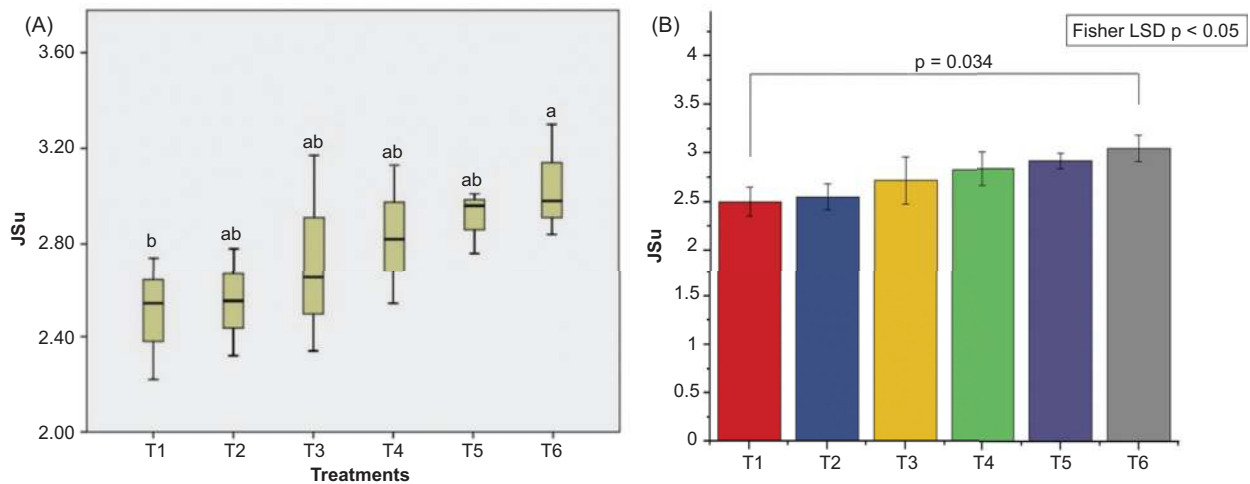 (A)
3.60
3.20
2.80
2.40
2.00
JSu
b
ab
ab
ab
ab
a
T1 T2 T3 T4 T5 T6
Treatments
(B)
Fisher LSD p < 0.05
p = 0.034
4
3.5
3
2.5
2
1.5
1
0.5
0
JSu
T1 T2 T3 T4 T5 T6